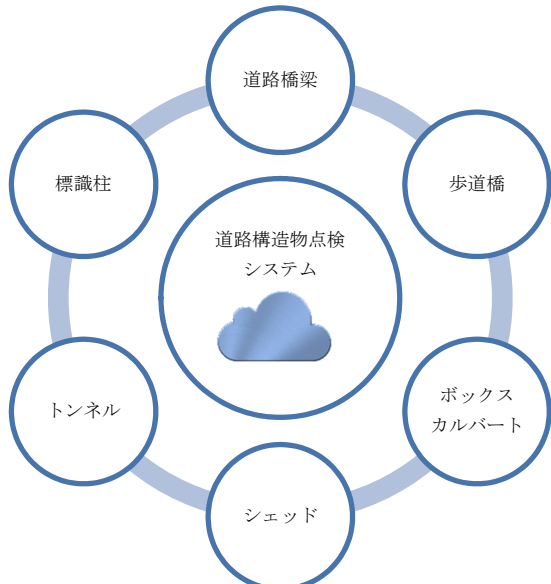 道路橋梁
標識柱
歩道橋
道路構造物点検
システム
トンネル
ボックス
カルバート
シェッド